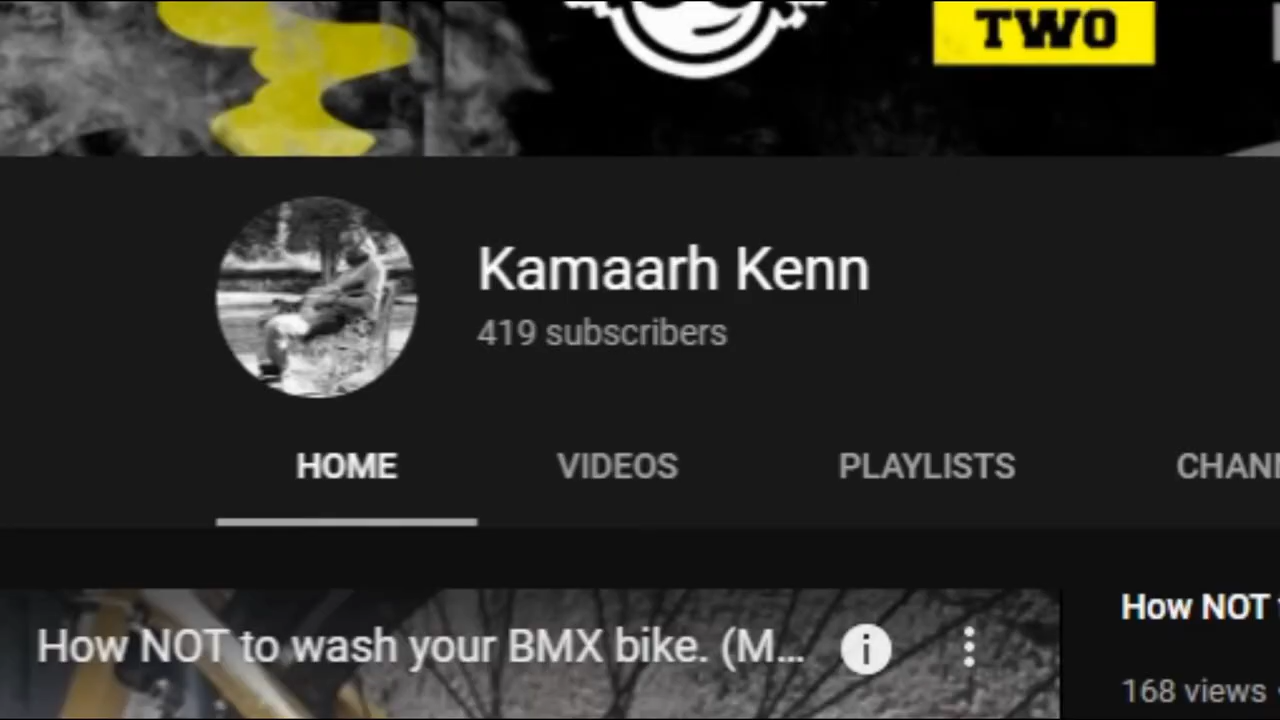 TWO
Kamaarh Kenn
419 subscribers
HOME VIDEOS PLAYLISTS CHAN
How NOT to wash your BMX bike. (M...
How NOT
168 views